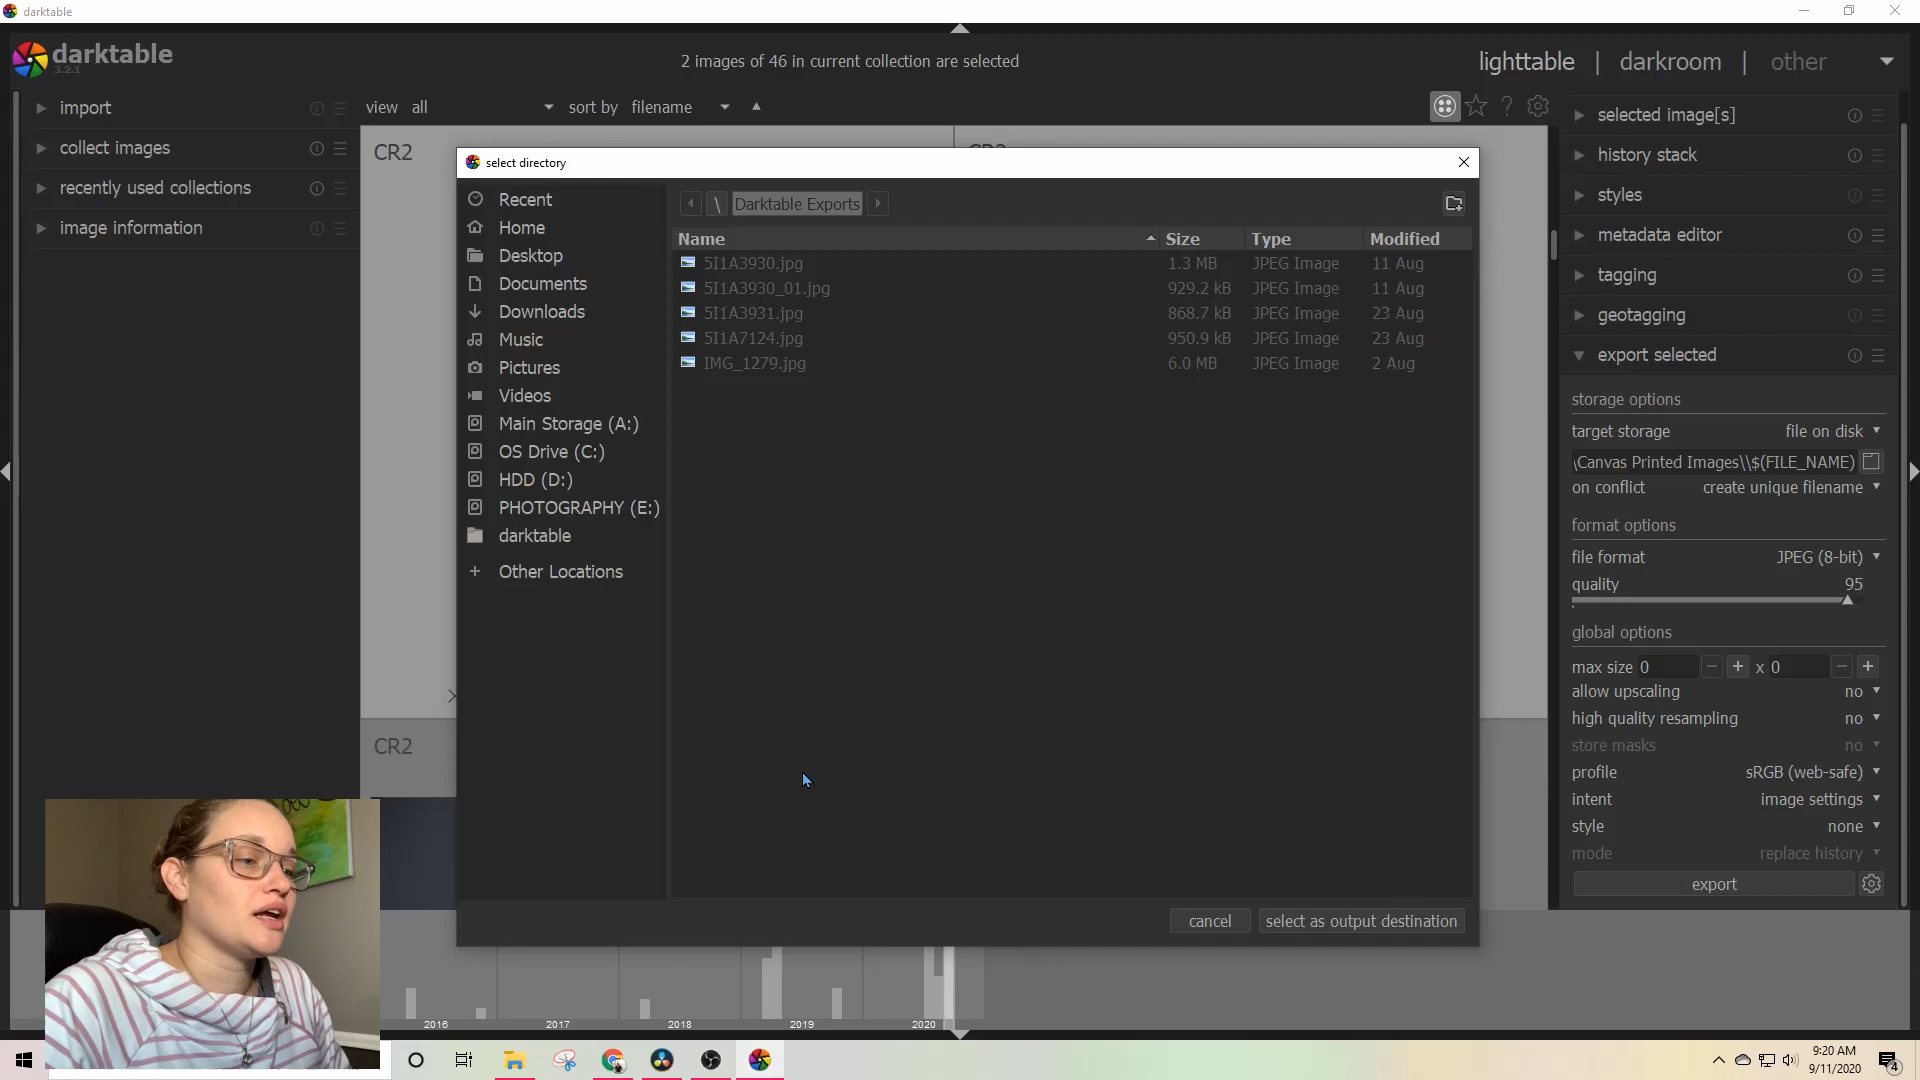 darktable
darktable
3.2.1
2 images of 46 in current collection are selected
lighttable | darkroom | other
import
collect images
recently used collections
image information
view all
sort by filename
CR2
CR2
select directory
Recent
Home
Desktop
Documents
Downloads
Music
Pictures
Videos
Main Storage (A:)
OS Drive (C:)
HDD (D:)
PHOTOGRAPHY (E:)
darktable
+ Other Locations
\ Darktable Exports
Name Size Type Modified
5I1A3930.jpg 1.3 MB JPEG Image 11 Aug
5I1A3930_01.jpg 929.2 kB JPEG Image 11 Aug
5I1A3931.jpg 868.7 kB JPEG Image 23 Aug
5I1A7124.jpg 950.9 kB JPEG Image 23 Aug
IMG_1279.jpg 6.0 MB JPEG Image 2 Aug
cancel
select as output destination
selected image[s]
history stack
styles
metadata editor
tagging
geotagging
export selected
storage options
target storage file on disk
\Canvas Printed Images\\$(FILE_NAME)
on conflict create unique filename
format options
file format JPEG (8-bit)
quality 95
global options
max size 0 − + x 0 − +
allow upscaling no
high quality resampling no
store masks no
profile sRGB (web-safe)
intent image settings
style none
mode replace history
export
CR2
2016 2017 2018 2019 2020
9:20 AM
9/11/2020
4